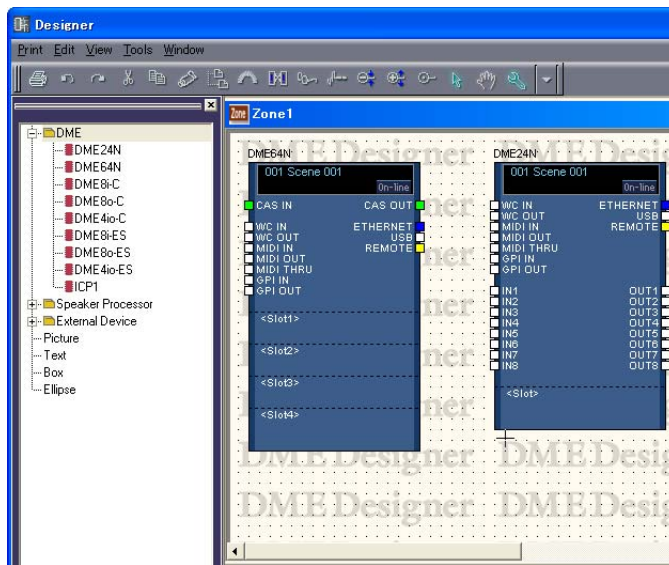 Designer
Print Edit View Tools Window
Zone Zone1
DME
DME24N
DME64N
DME8i-C
DME8o-C
DME4io-C
DME8i-ES
DME8o-ES
DME4io-ES
ICP1
Speaker Processor
External Device
Picture
Text
Box
Ellipse
DME64N
001 Scene 001
On-line
CAS IN CAS OUT
WC IN ETHERNET
WC OUT USB
MIDI IN REMOTE
MIDI OUT
MIDI THRU
GPI IN
GPI OUT
<Slot1>
<Slot2>
<Slot3>
<Slot4>
DME24N
001 Scene 001
On-line
WC IN ETHERNET
WC OUT USB
MIDI IN REMOTE
MIDI OUT
MIDI THRU
GPI IN
GPI OUT
IN1 OUT1
IN2 OUT2
IN3 OUT3
IN4 OUT4
IN5 OUT5
IN6 OUT6
IN7 OUT7
IN8 OUT8
<Slot>
DME Designer DME Desig
DME Designer DME Desig